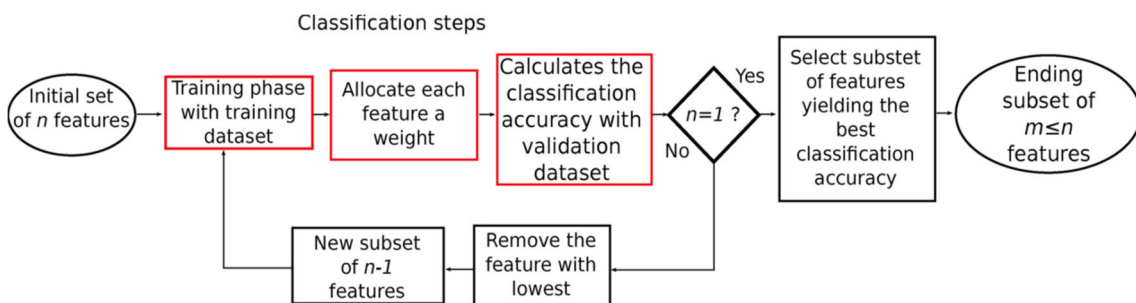 Classification steps
Initial set
of n features
Training phase
with training
dataset
Allocate each
feature a
weight
Calculates the
classification
accuracy with
validation
dataset
n=1 ?
Yes
No
Select substet
of features
yielding the
best
classification
accuracy
Ending
subset of
m≤n
features
Remove the
feature with
lowest
New subset
of n-1
features